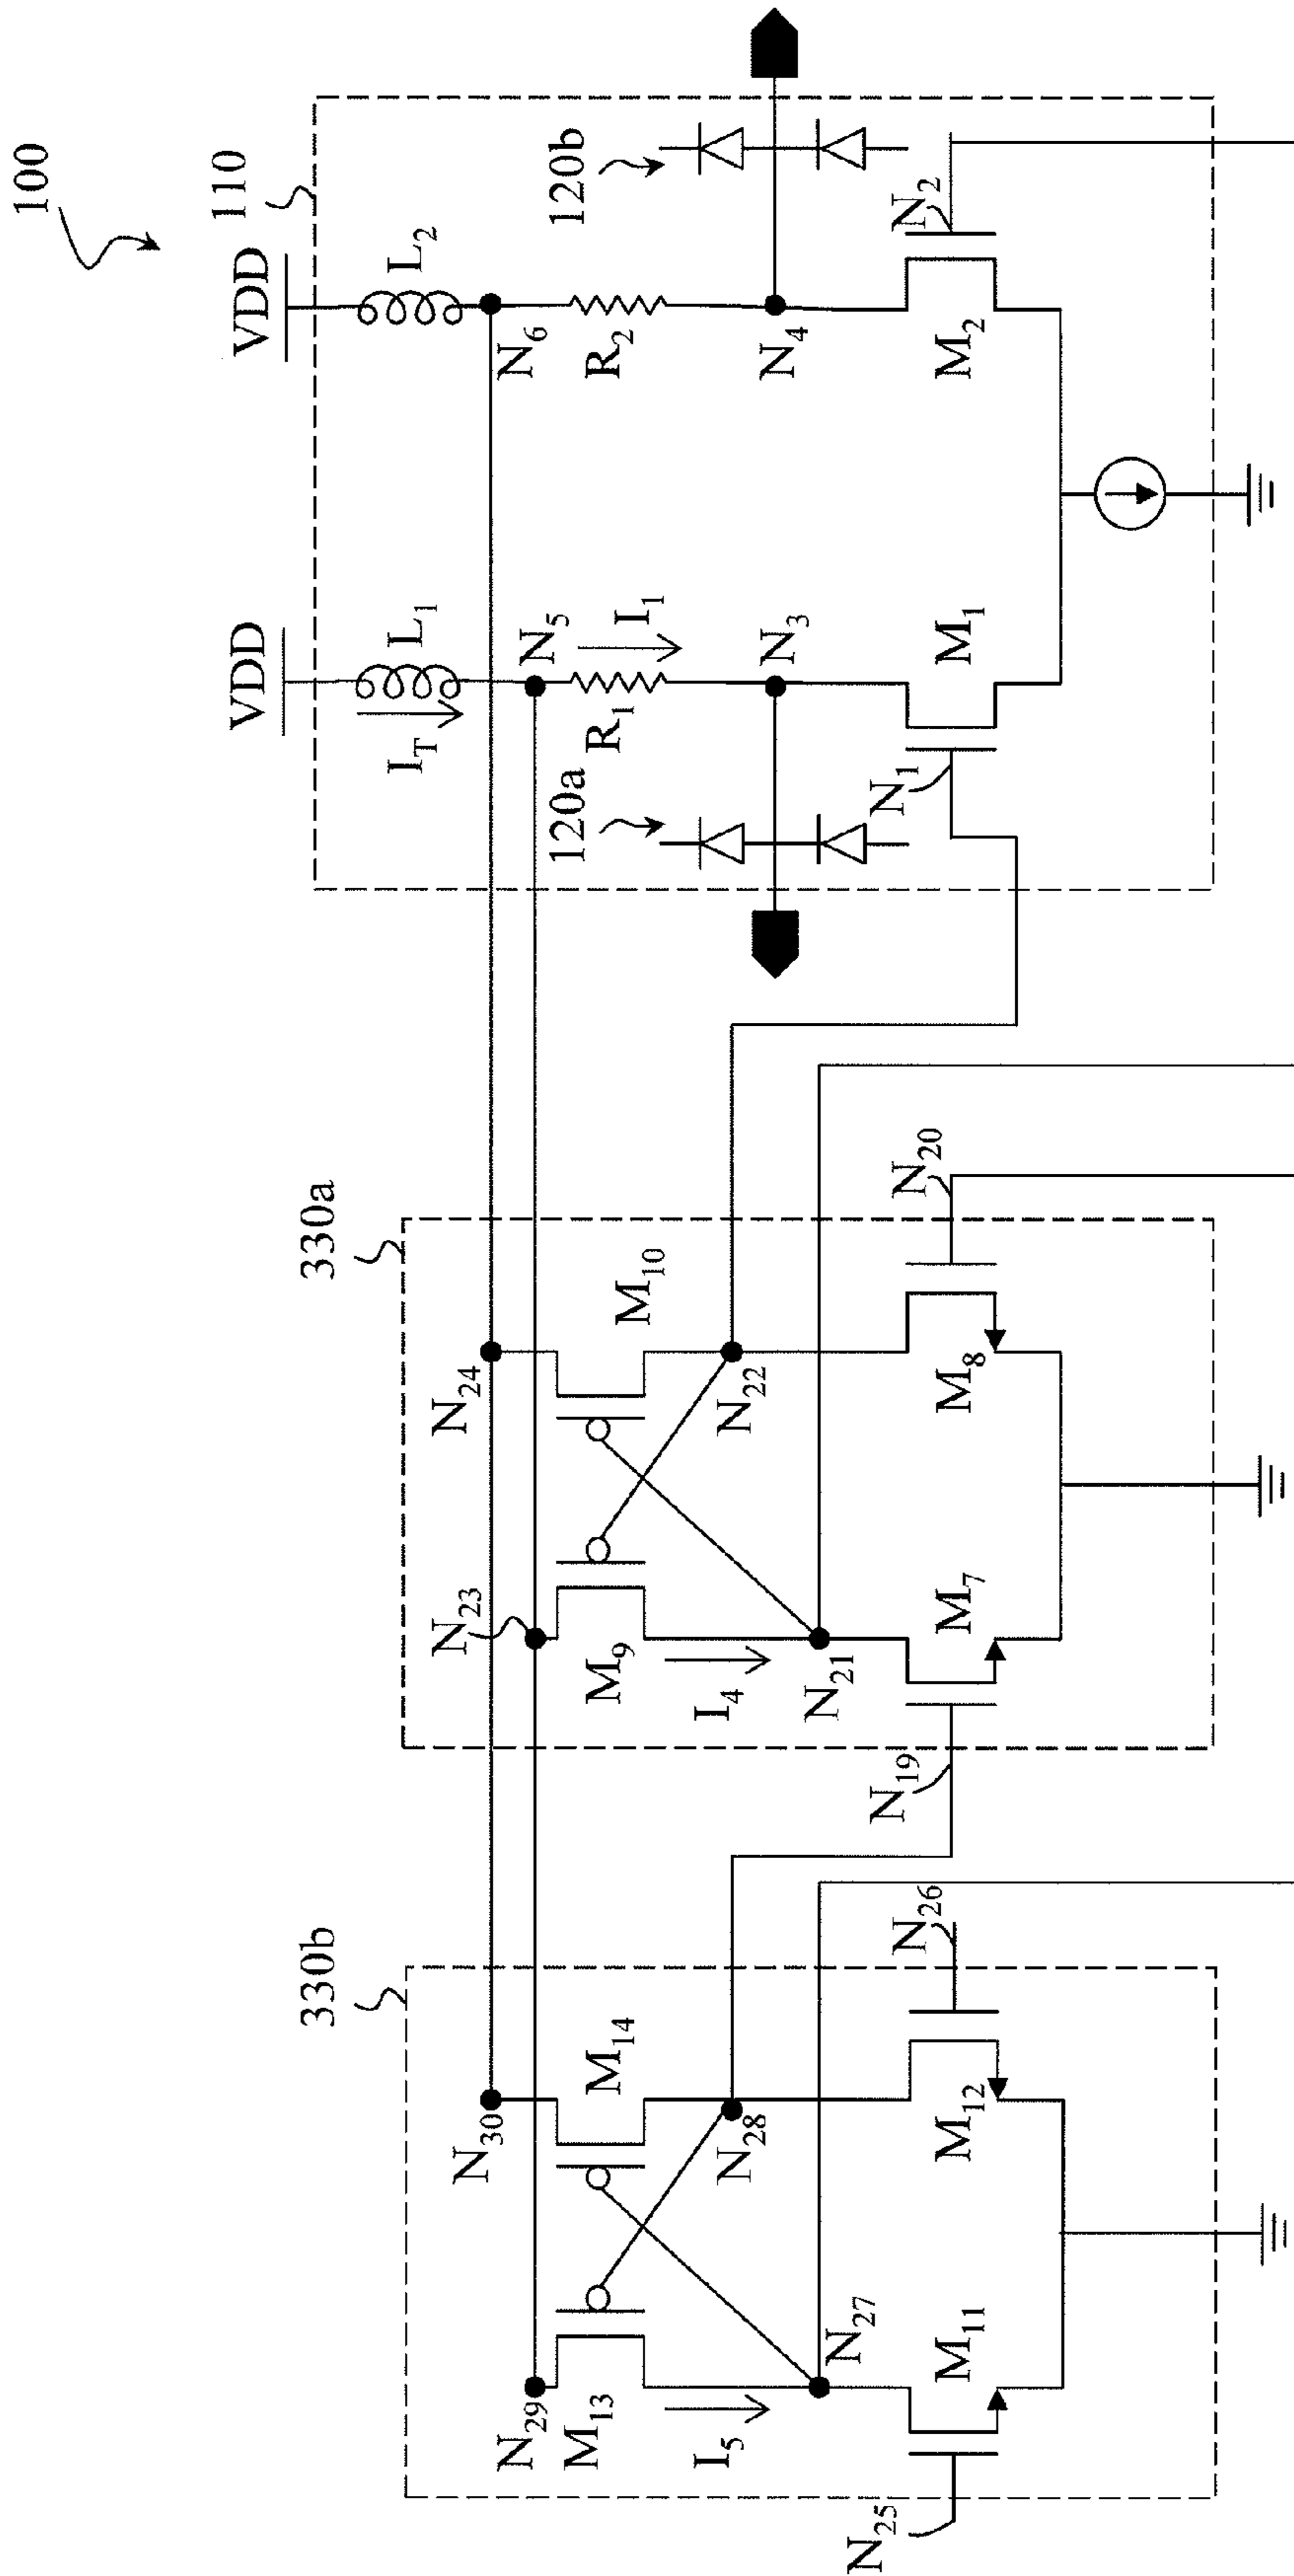 100
110
VDD
VDD
L2
L1
IT
N6
N5
R2
R1
I1
120b
120a
N4
N3
N2
N1
M2
M1
330a
N24
N23
M10
M9
I4
N22
N21
N20
N19
M8
M7
330b
N30
N29
M14
M13
I5
N28
N27
N26
N25
M12
M11